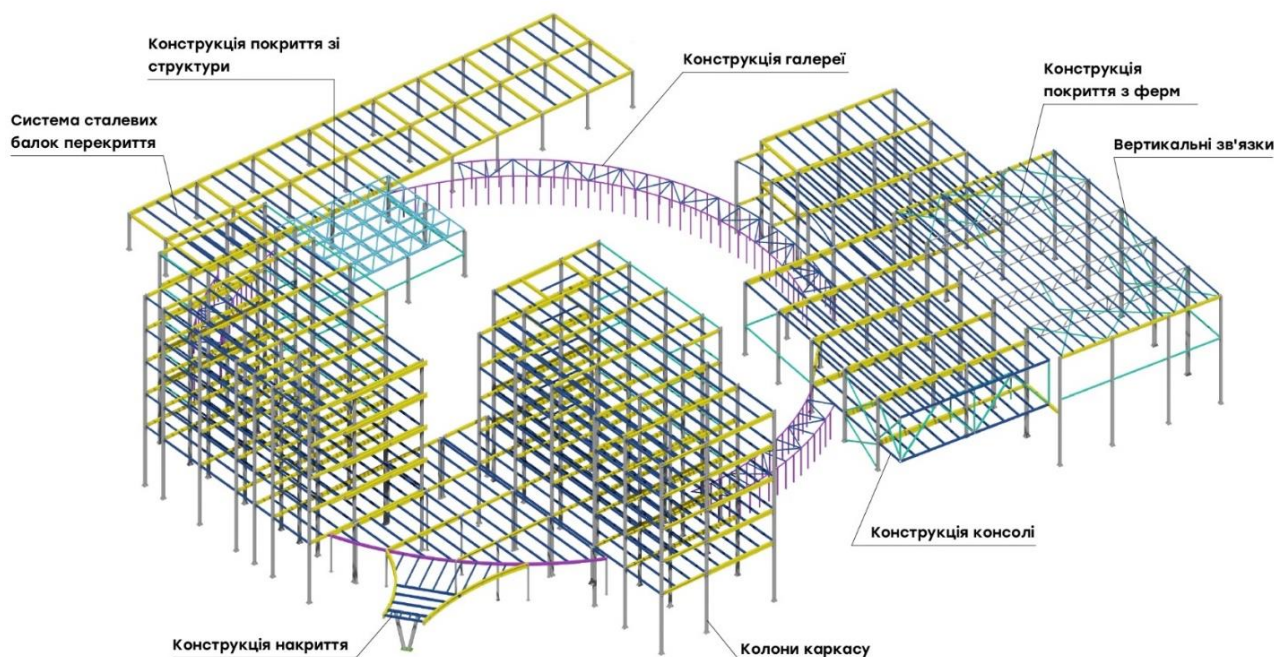 Конструкція покриття зі
структури
Конструкція галереї
Конструкція
покриття з ферм
Система сталевих
балок перекриття
Вертикальні зв'язки
Конструкція консолі
Конструкція накриття
Колони каркасу